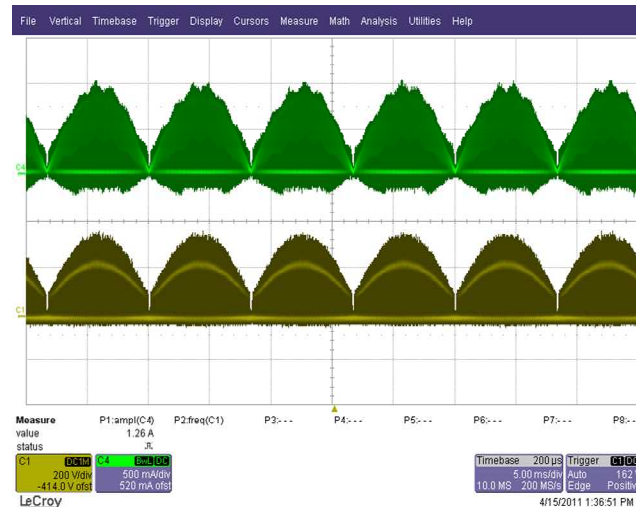 File Vertical Timebase Trigger Display Cursors Measure Math Analysis Utilities Help
C4
C1
Measure P1:ampl(C4) P2:freq(C1) P3:--- P4:--- P5:--- P6:--- P7:--- P8:---
value 1.26 A
status
C1 DC1M C4 BwL DC Timebase 200 µs Trigger C1 DC
200 V/div 500 mA/div 5.00 ms/div Auto 162 V
-414.0 V ofst 520 mA ofst 10.0 MS 200 MS/s Edge Positiv
LeCroy 4/15/2011 1:36:51 PM